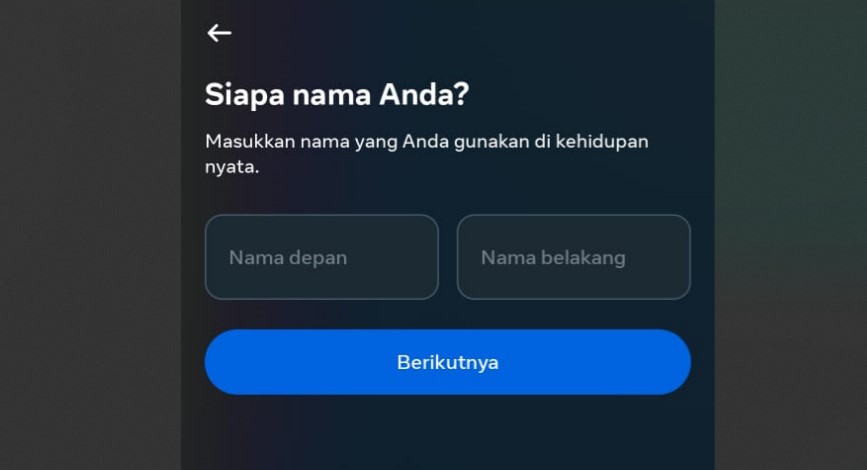 Siapa nama Anda?
Masukkan nama yang Anda gunakan di kehidupan
nyata.
Nama depan
Nama belakang
Berikutnya